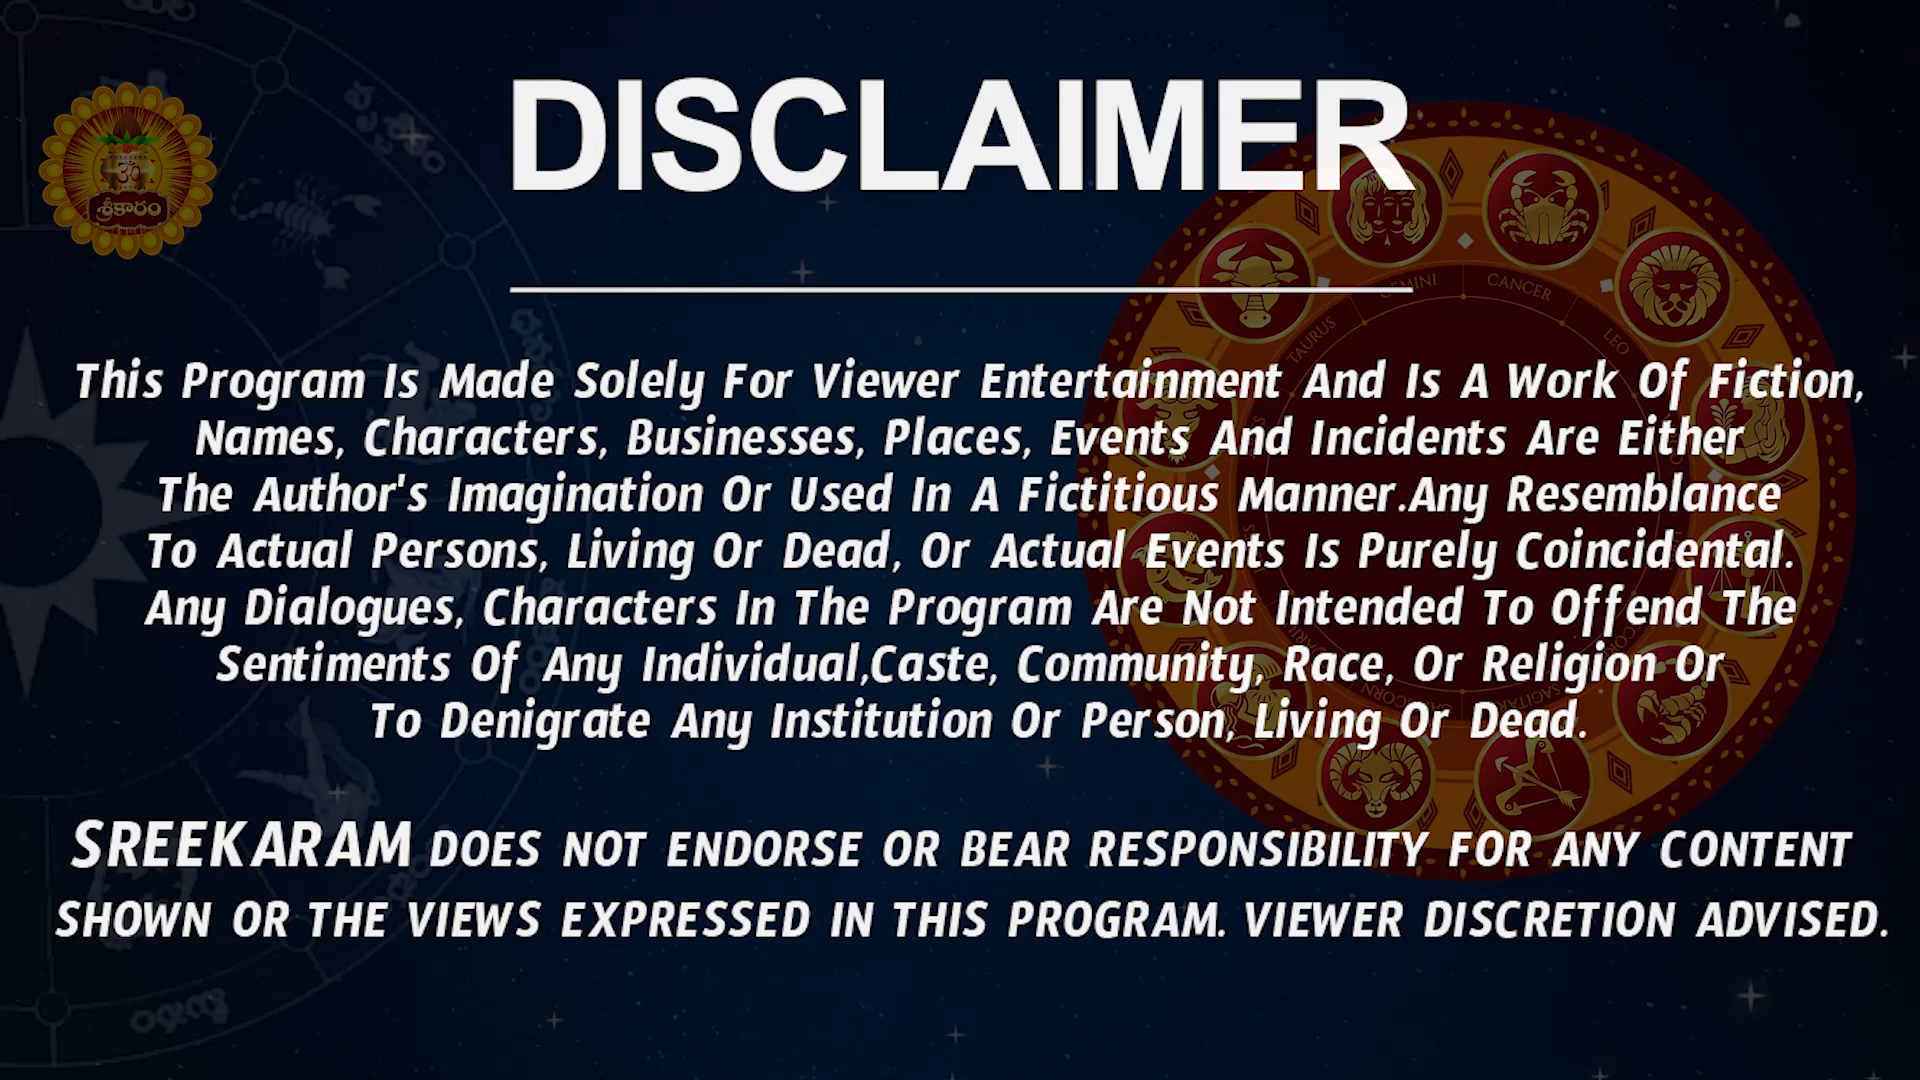 DISCLAIMER
శ్రీకారం
GEMINI
CANCER
TAURUS
LEO
This Program Is Made Solely For Viewer Entertainment And Is A Work Of Fiction,
Names, Characters, Businesses, Places, Events And Incidents Are Either
The Author's Imagination Or Used In A Fictitious Manner.Any Resemblance
To Actual Persons, Living Or Dead, Or Actual Events Is Purely Coincidental.
Any Dialogues, Characters In The Program Are Not Intended To Offend The
Sentiments Of Any Individual,Caste, Community, Race, Or Religion Or
To Denigrate Any Institution Or Person, Living Or Dead.
SREEKARAM DOES NOT ENDORSE OR BEAR RESPONSIBILITY FOR ANY CONTENT
SHOWN OR THE VIEWS EXPRESSED IN THIS PROGRAM. VIEWER DISCRETION ADVISED.